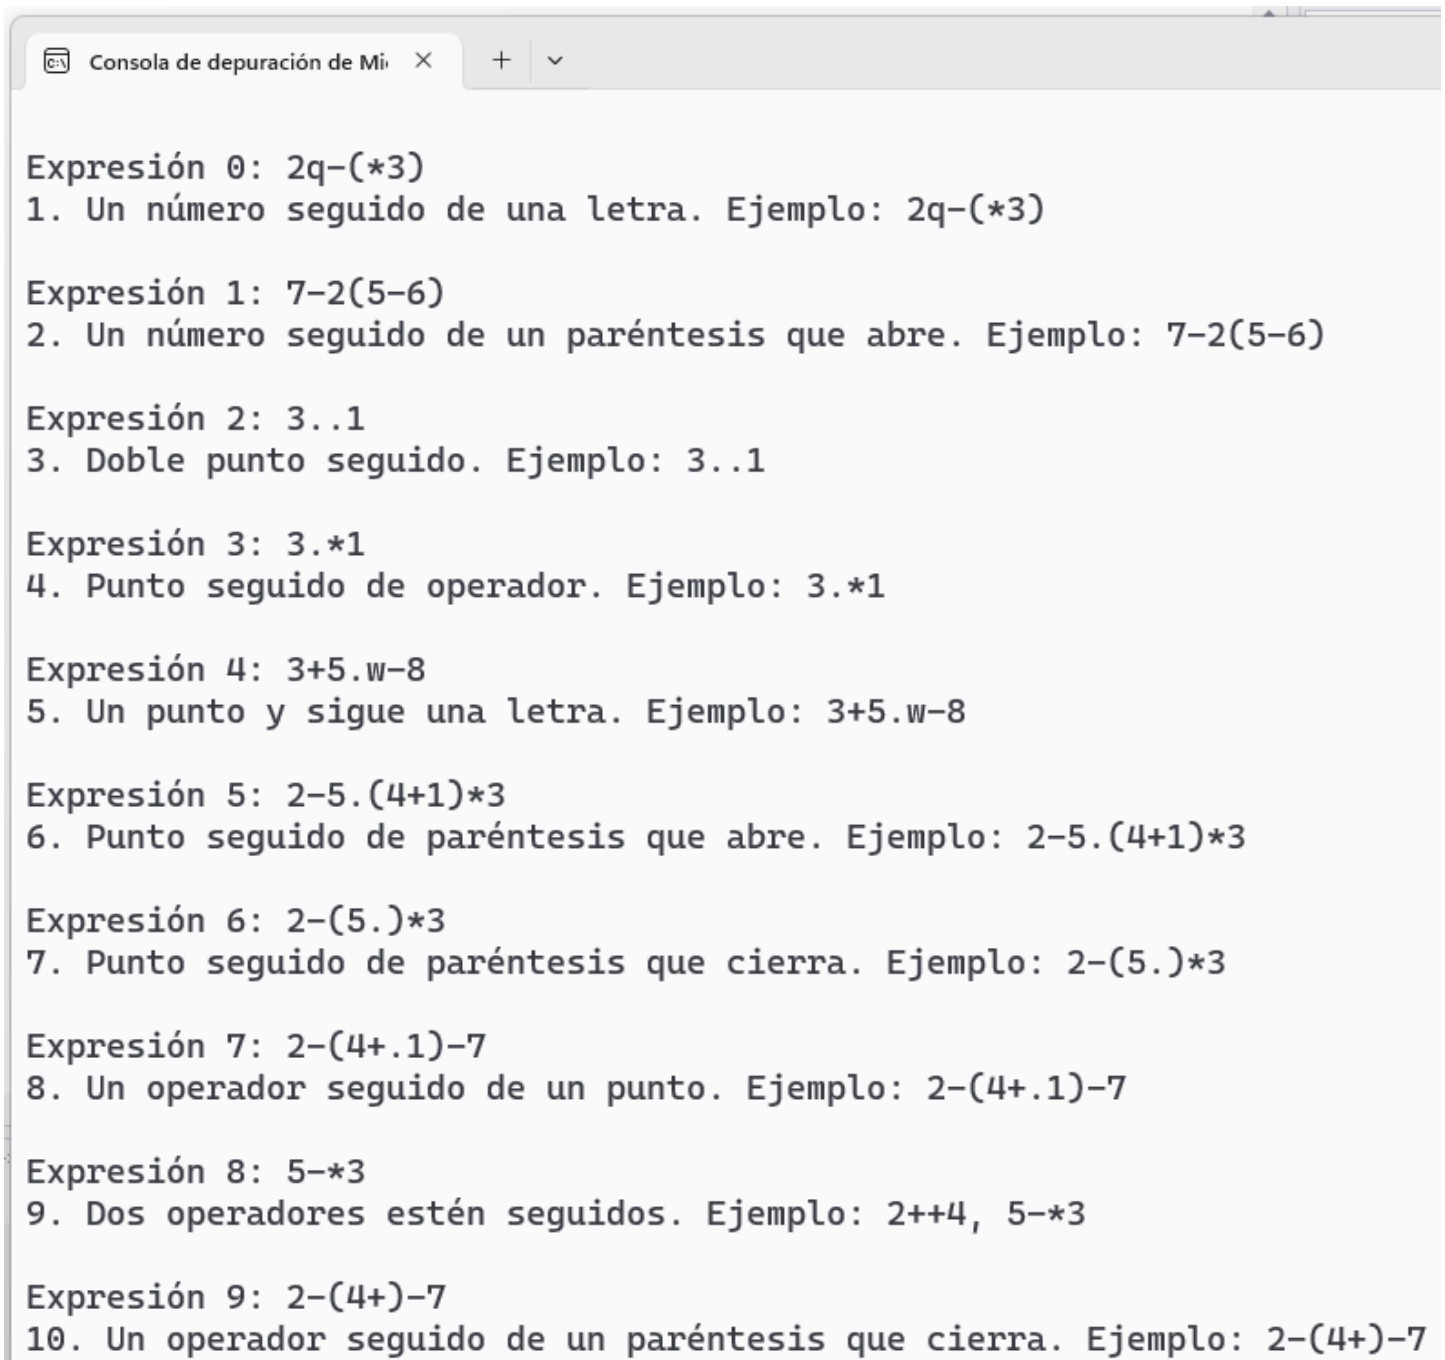 Consola de depuración de Mi
Expresión 0: 2q-(*3)
1. Un número seguido de una letra. Ejemplo: 2q-(*3)
Expresión 1: 7-2(5-6)
2. Un número seguido de un paréntesis que abre. Ejemplo: 7-2(5-6)
Expresión 2: 3..1
3. Doble punto seguido. Ejemplo: 3..1
Expresión 3: 3.*1
4. Punto seguido de operador. Ejemplo: 3.*1
Expresión 4: 3+5.w-8
5. Un punto y sigue una letra. Ejemplo: 3+5.w-8
Expresión 5: 2-5.(4+1)*3
6. Punto seguido de paréntesis que abre. Ejemplo: 2-5.(4+1)*3
Expresión 6: 2-(5.)*3
7. Punto seguido de paréntesis que cierra. Ejemplo: 2-(5.)*3
Expresión 7: 2-(4+.1)-7
8. Un operador seguido de un punto. Ejemplo: 2-(4+.1)-7
Expresión 8: 5-*3
9. Dos operadores estén seguidos. Ejemplo: 2++4, 5-*3
Expresión 9: 2-(4+)-7
10. Un operador seguido de un paréntesis que cierra. Ejemplo: 2-(4+)-7